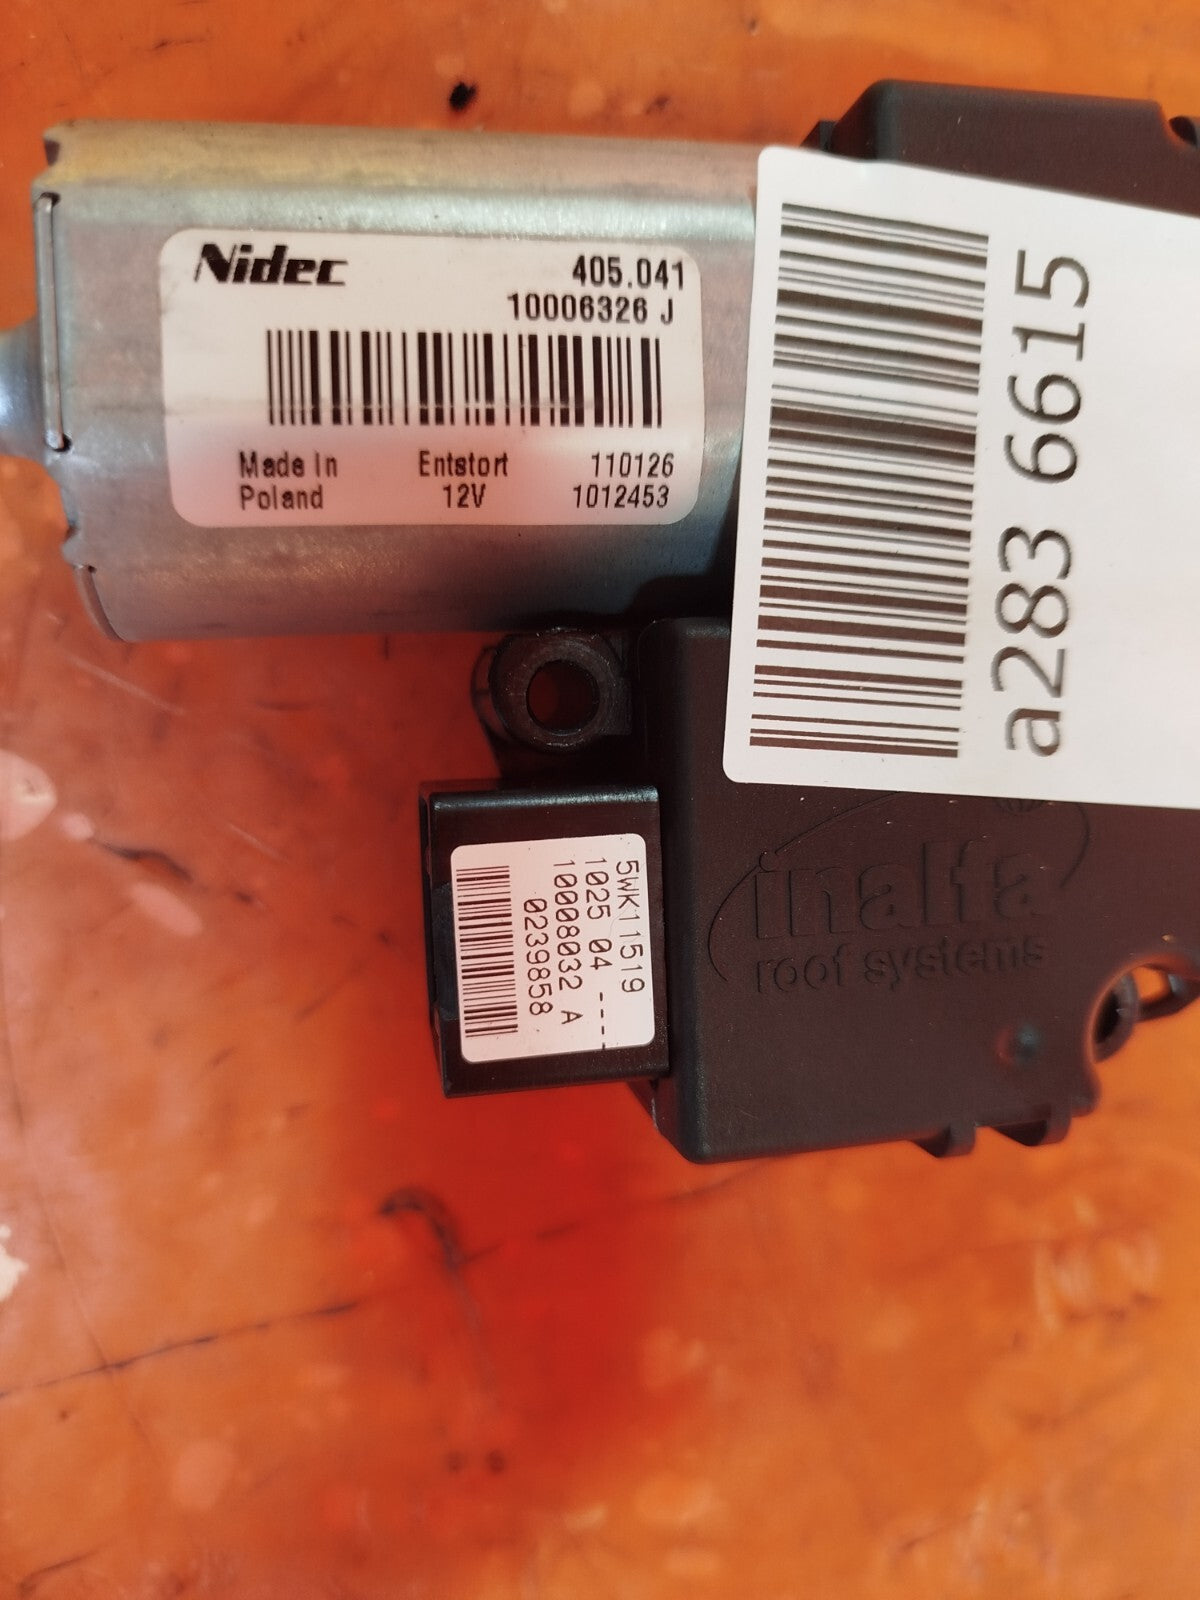 Nidec
405.041
10006326 J
Made in Poland
Entstort 12V
110126
1012453
a283 6615
5WK11519
1025 04 ----
10008032 A
0239858
inalfa
roof systems